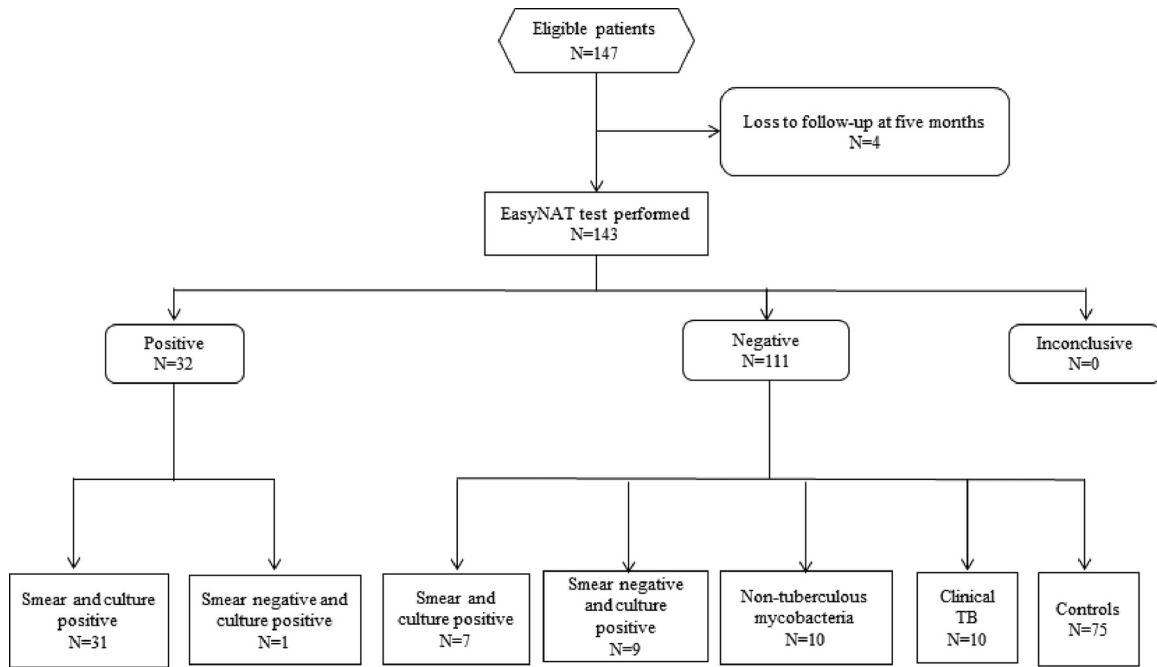 Eligible patients
N=147
Loss to follow-up at five months
N=4
EasyNAT test performed
N=143
Positive
N=32
Negative
N=111
Inconclusive
N=0
Smear and culture
positive
N=31
Smear negative and
culture positive
N=1
Smear and
culture positive
N=7
Smear negative
and culture
positive
N=9
Non-tuberculous
mycobacteria
N=10
Clinical
TB
N=10
Controls
N=75